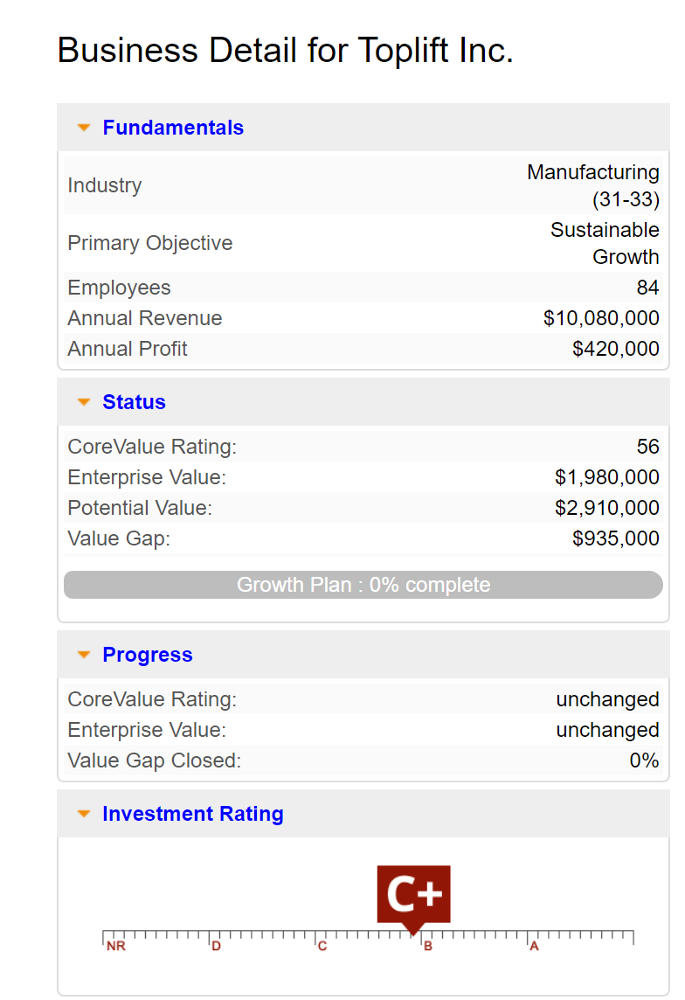 Business Detail for Toplift Inc.
Fundamentals
Industry Manufacturing
(31-33)
Primary Objective Sustainable
Growth
Employees 84
Annual Revenue $10,080,000
Annual Profit $420,000
Status
CoreValue Rating: 56
Enterprise Value: $1,980,000
Potential Value: $2,910,000
Value Gap: $935,000
Growth Plan : 0% complete
Progress
CoreValue Rating: unchanged
Enterprise Value: unchanged
Value Gap Closed: 0%
Investment Rating
C+
NR D C B A